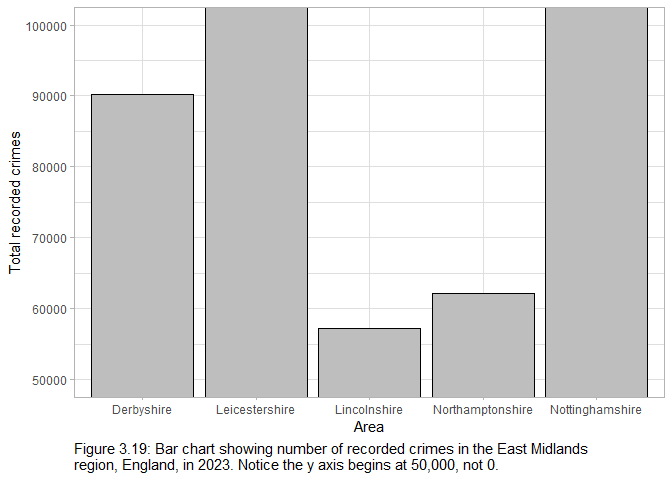 100000
90000
80000
70000
60000
50000
Total recorded crimes
Derbyshire Leicestershire Lincolnshire Northamptonshire Nottinghamshire
Area
Figure 3.19: Bar chart showing number of recorded crimes in the East Midlands
region, England, in 2023. Notice the y axis begins at 50,000, not 0.